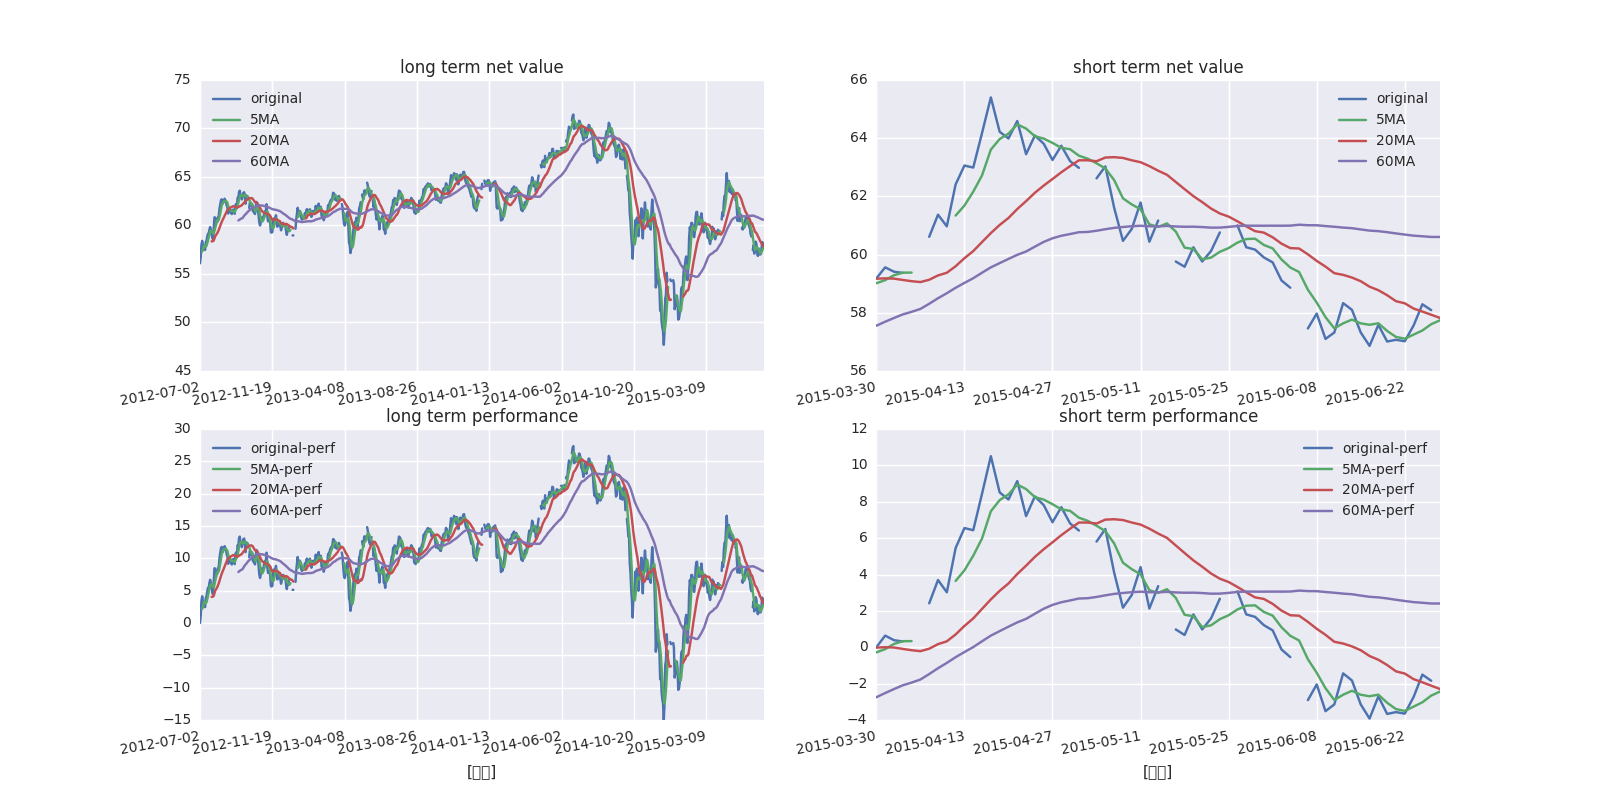 long term net value
75
70
65
60
55
50
45
original
5MA
20MA
60MA
2012-07-02 2012-11-19 2013-04-08 2013-08-26 2014-01-13 2014-06-02 2014-10-20 2015-03-09
short term net value
66
64
62
60
58
56
original
5MA
20MA
60MA
2015-03-30 2015-04-13 2015-04-27 2015-05-11 2015-05-25 2015-06-08 2015-06-22
long term performance
30
25
20
15
10
5
0
−5
−10
−15
original-perf
5MA-perf
20MA-perf
60MA-perf
2012-07-02 2012-11-19 2013-04-08 2013-08-26 2014-01-13 2014-06-02 2014-10-20 2015-03-09
short term performance
12
10
8
6
4
2
0
−2
−4
original-perf
5MA-perf
20MA-perf
60MA-perf
2015-03-30 2015-04-13 2015-04-27 2015-05-11 2015-05-25 2015-06-08 2015-06-22